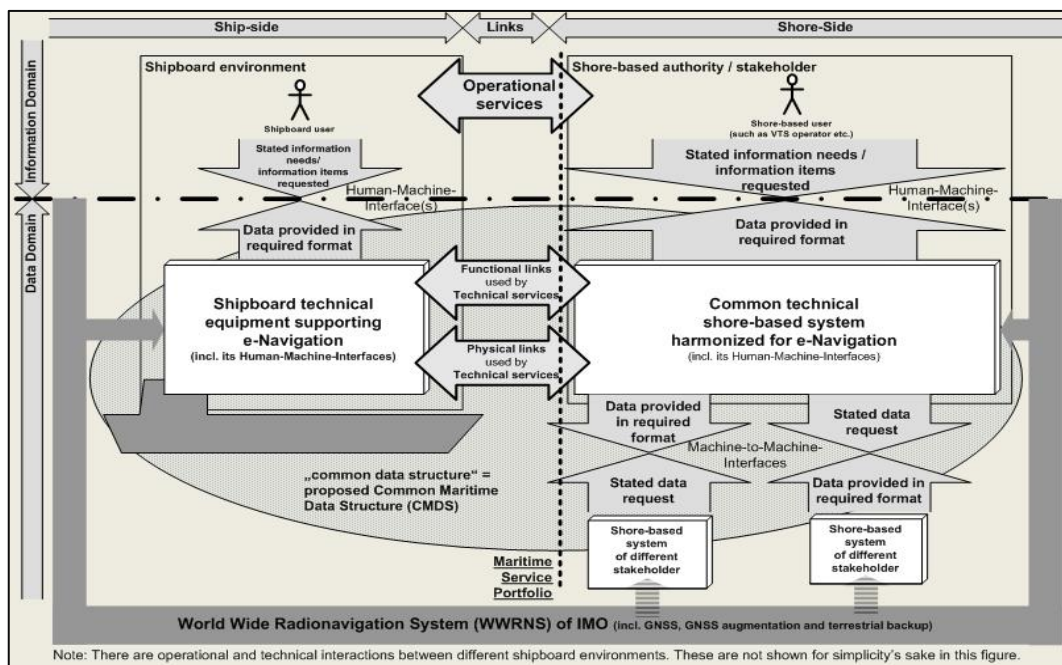 Ship-side
Links
Shore-Side
Information Domain
Data Domain
Shipboard environment
Shipboard user
Stated information
needs/
information items
requested
Human-Machine-
Interface(s)
Data provided in
required format
Shipboard technical
equipment supporting
e-Navigation
(incl. its Human-Machine-Interfaces)
Operational
services
Functional links
used by
Technical services
Physical links
used by
Technical services
Shore-based authority / stakeholder
Shore-based user
(such as VTS operator etc.)
Stated information needs /
information items
requested
Human-Machine-
Interface(s)
Data provided in
required format
Common technical
shore-based system
harmonized for e-Navigation
(incl. its Human-Machine-Interfaces)
Data provided
in required
format
Stated data
request
Machine-to-Machine-
Interfaces
Stated data
request
Data provided in
required format
„common data structure“ =
proposed Common Maritime
Data Structure (CMDS)
Shore-based
system
of different
stakeholder
Shore-based
system
of different
stakeholder
Maritime
Service
Portfolio
World Wide Radionavigation System (WWRNS) of IMO (incl. GNSS, GNSS augmentation and terrestrial backup)
Note: There are operational and technical interactions between different shipboard environments. These are not shown for simplicity's sake in this figure.